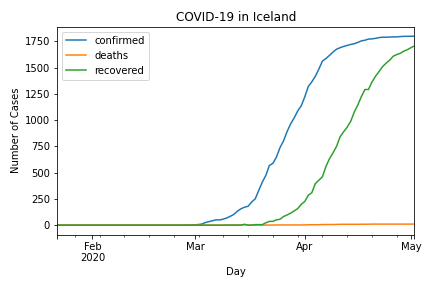 COVID-19 in Iceland
confirmed
deaths
recovered
Number of Cases
1750
1500
1250
1000
750
500
250
0
Feb
2020
Mar
Apr
May
Day